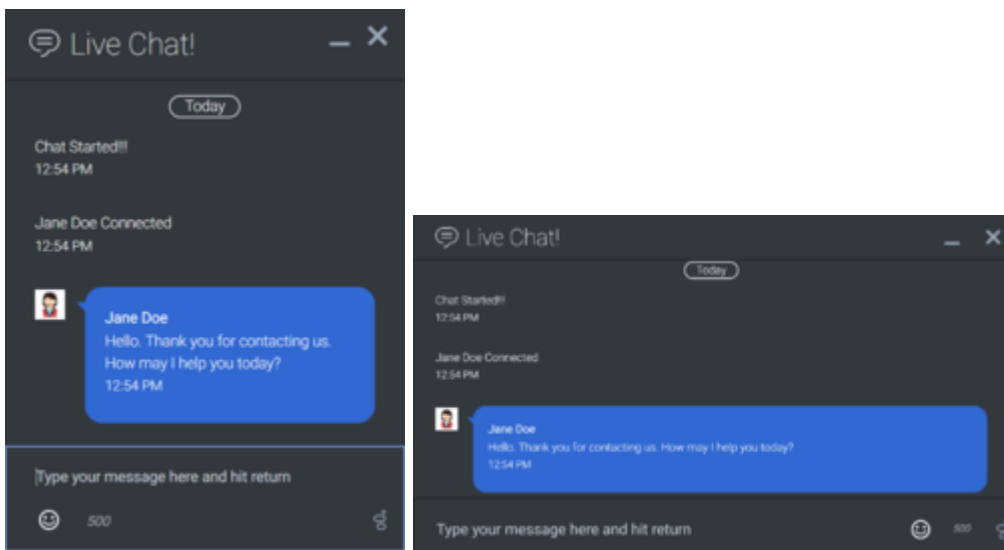 Live Chat!
Today
Chat Started!!!
12:54 PM
Jane Doe Connected
12:54 PM
Jane Doe
Hello. Thank you for contacting us.
How may I help you today?
12:54 PM
Type your message here and hit return
500
Live Chat!
Today
Chat Started!!!
12:54 PM
Jane Doe Connected
12:54 PM
Jane Doe
Hello. Thank you for contacting us. How may I help you today?
12:54 PM
Type your message here and hit return
500